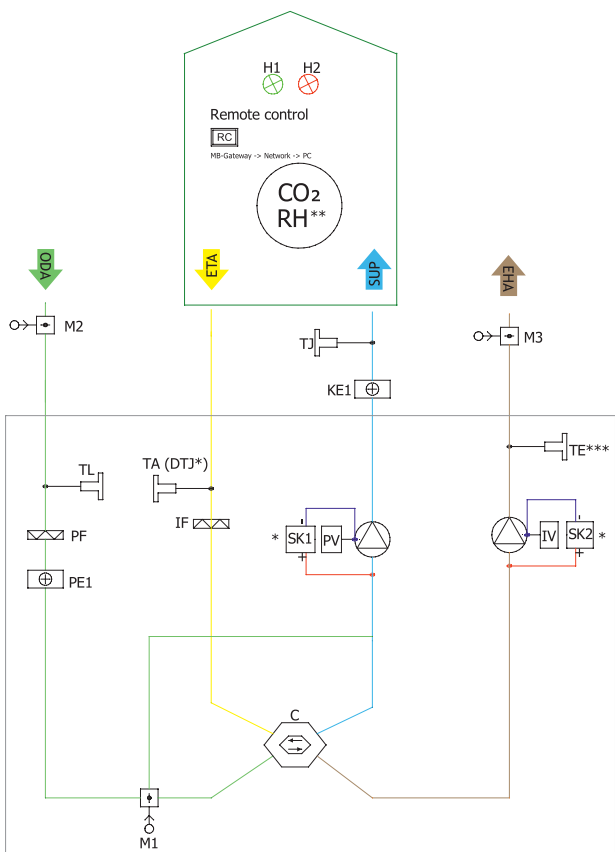 H1 H2
Remote control
RC
MB-Gateway -> Network -> PC
CO₂
RH**
ODA
ETA
SUP
EHA
M2
TJ
M3
KE1
TL
TA (DTJ*)
TE***
PF
IF
* SK1 PV
IV SK2 *
- +
- +
PE1
C
M1